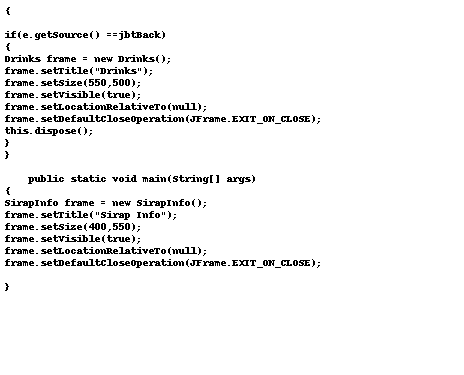 {
if(e.getSource() ==jbtBack)
{
Drinks frame = new Drinks();
frame.setTitle("Drinks");
frame.setSize(550,500);
frame.setVisible(true);
frame.setLocationRelativeTo(null);
frame.setDefaultCloseOperation(JFrame.EXIT_ON_CLOSE);
this.dispose();
}
}
public static void main(String[] args)
{
SirapInfo frame = new SirapInfo();
frame.setTitle("Sirap Info");
frame.setSize(400,550);
frame.setVisible(true);
frame.setLocationRelativeTo(null);
frame.setDefaultCloseOperation(JFrame.EXIT_ON_CLOSE);
}